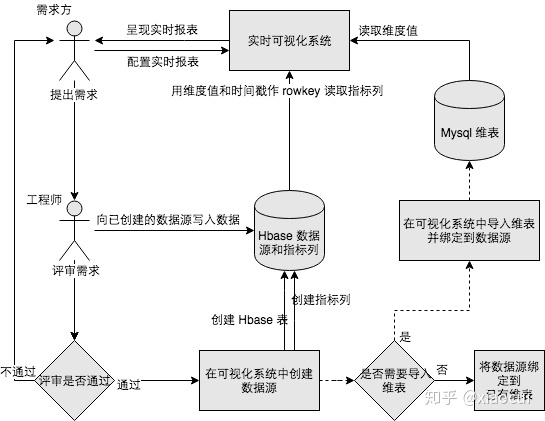 需求方
呈现实时报表
配置实时报表
实时可视化系统
读取维度值
提出需求
用维度值和时间戳作 rowkey 读取指标列
Mysql 维表
工程师
向已创建的数据源写入数据
Hbase 数据
源和指标列
在可视化系统中导入维表
并绑定到数据源
评审需求
创建指标列
创建 Hbase 表
是
不通过
评审是否通过
通过
在可视化系统中创建
数据源
是否需要导入
维表
否
将数据源绑
定到
已有维表
知乎 @xiaocai